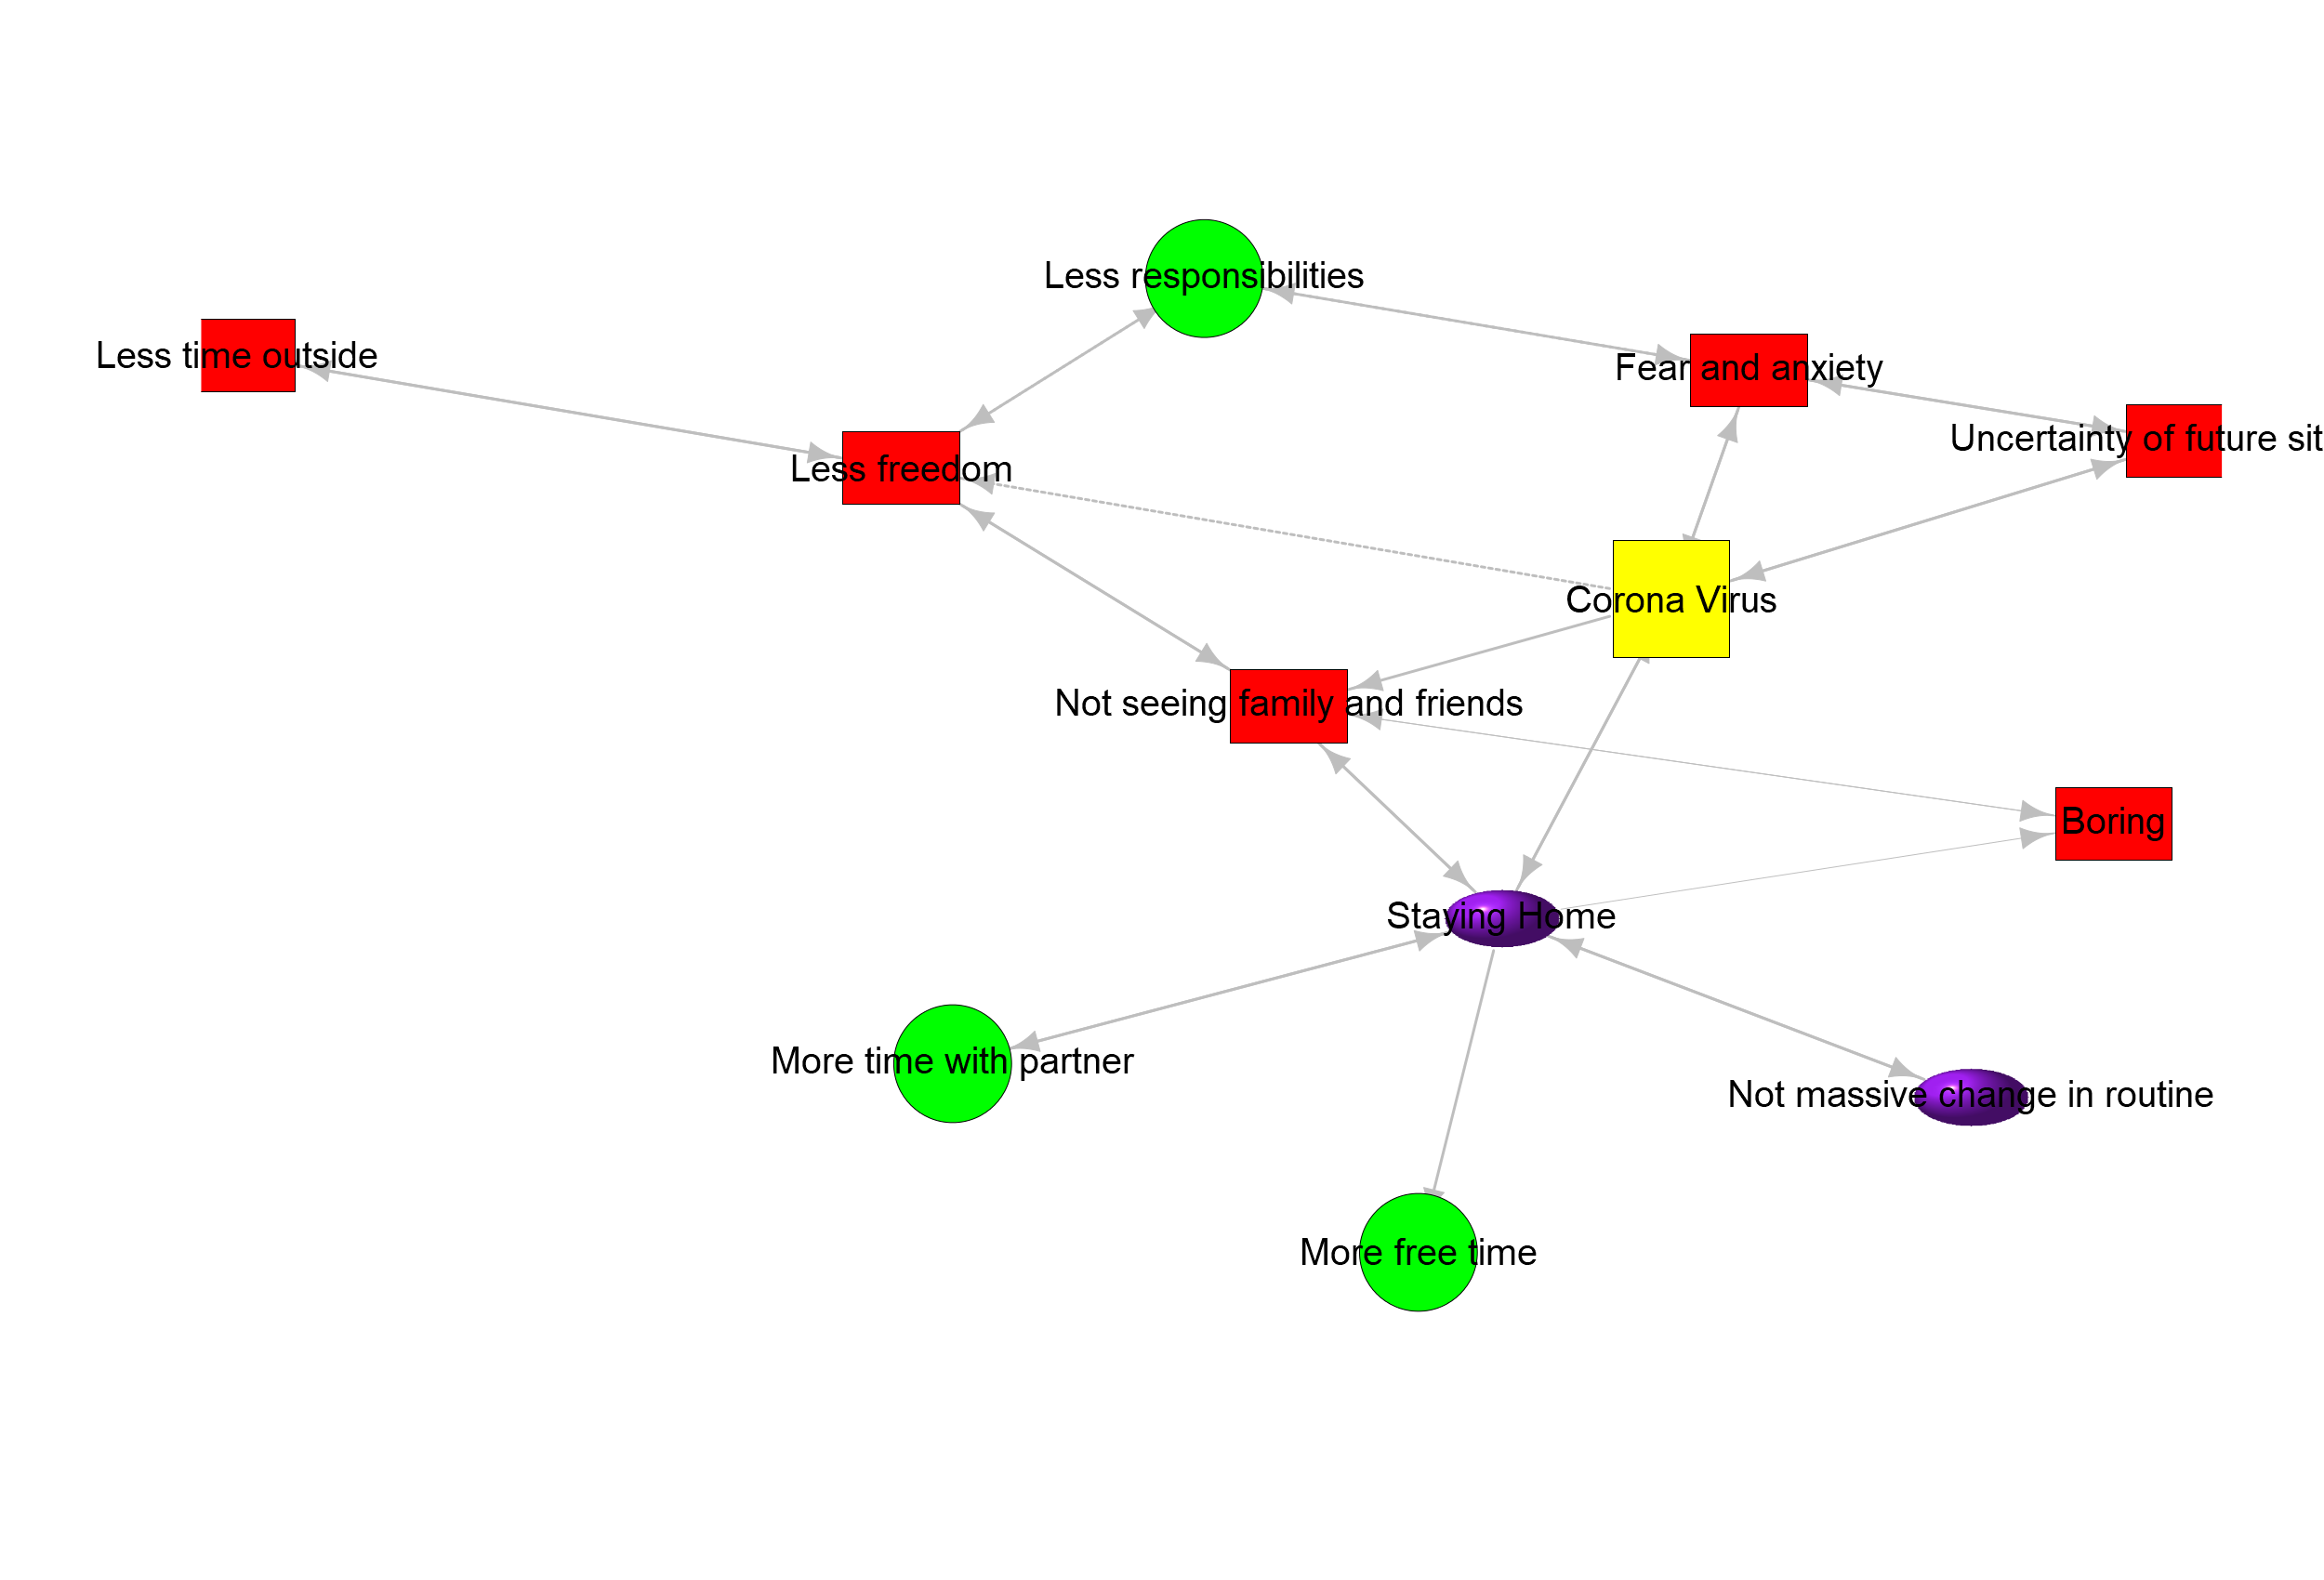 Less responsibilities
Less time outside
Fear and anxiety
Uncertainty of future sit
Less freedom
Corona Virus
Not seeing family and friends
Boring
Staying Home
More time with partner
Not massive change in routine
More free time